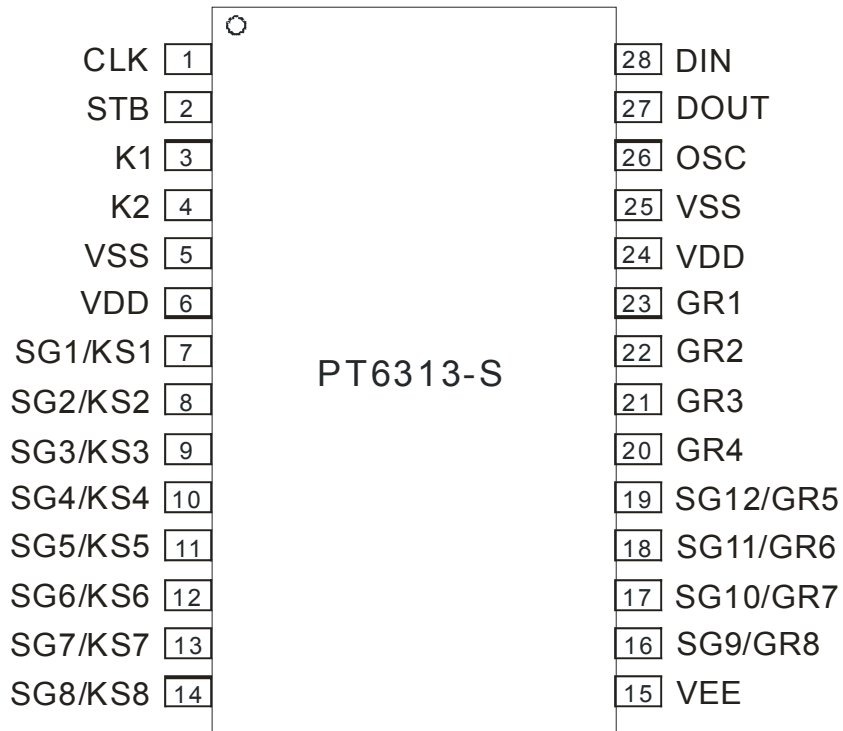 CLK 1
STB 2
K1 3
K2 4
VSS 5
VDD 6
SG1/KS1 7
SG2/KS2 8
SG3/KS3 9
SG4/KS4 10
SG5/KS5 11
SG6/KS6 12
SG7/KS7 13
SG8/KS8 14
PT6313-S
28 DIN
27 DOUT
26 OSC
25 VSS
24 VDD
23 GR1
22 GR2
21 GR3
20 GR4
19 SG12/GR5
18 SG11/GR6
17 SG10/GR7
16 SG9/GR8
15 VEE